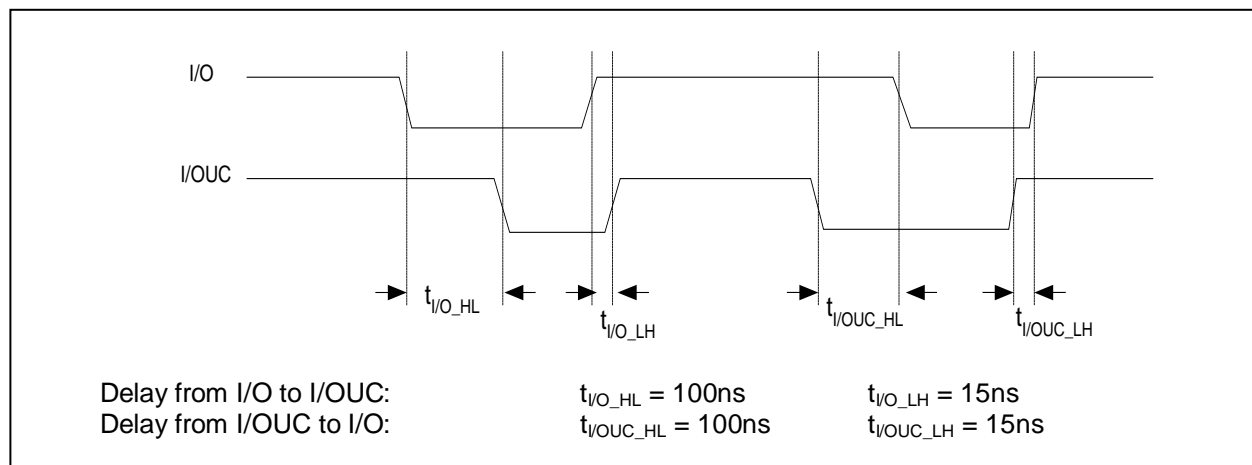 I/O
I/OUC
tI/O_HL
tI/O_LH
tI/OUC_HL
tI/OUC_LH
Delay from I/O to I/OUC: tI/O_HL = 100ns tI/O_LH = 15ns
Delay from I/OUC to I/O: tI/OUC_HL = 100ns tI/OUC_LH = 15ns